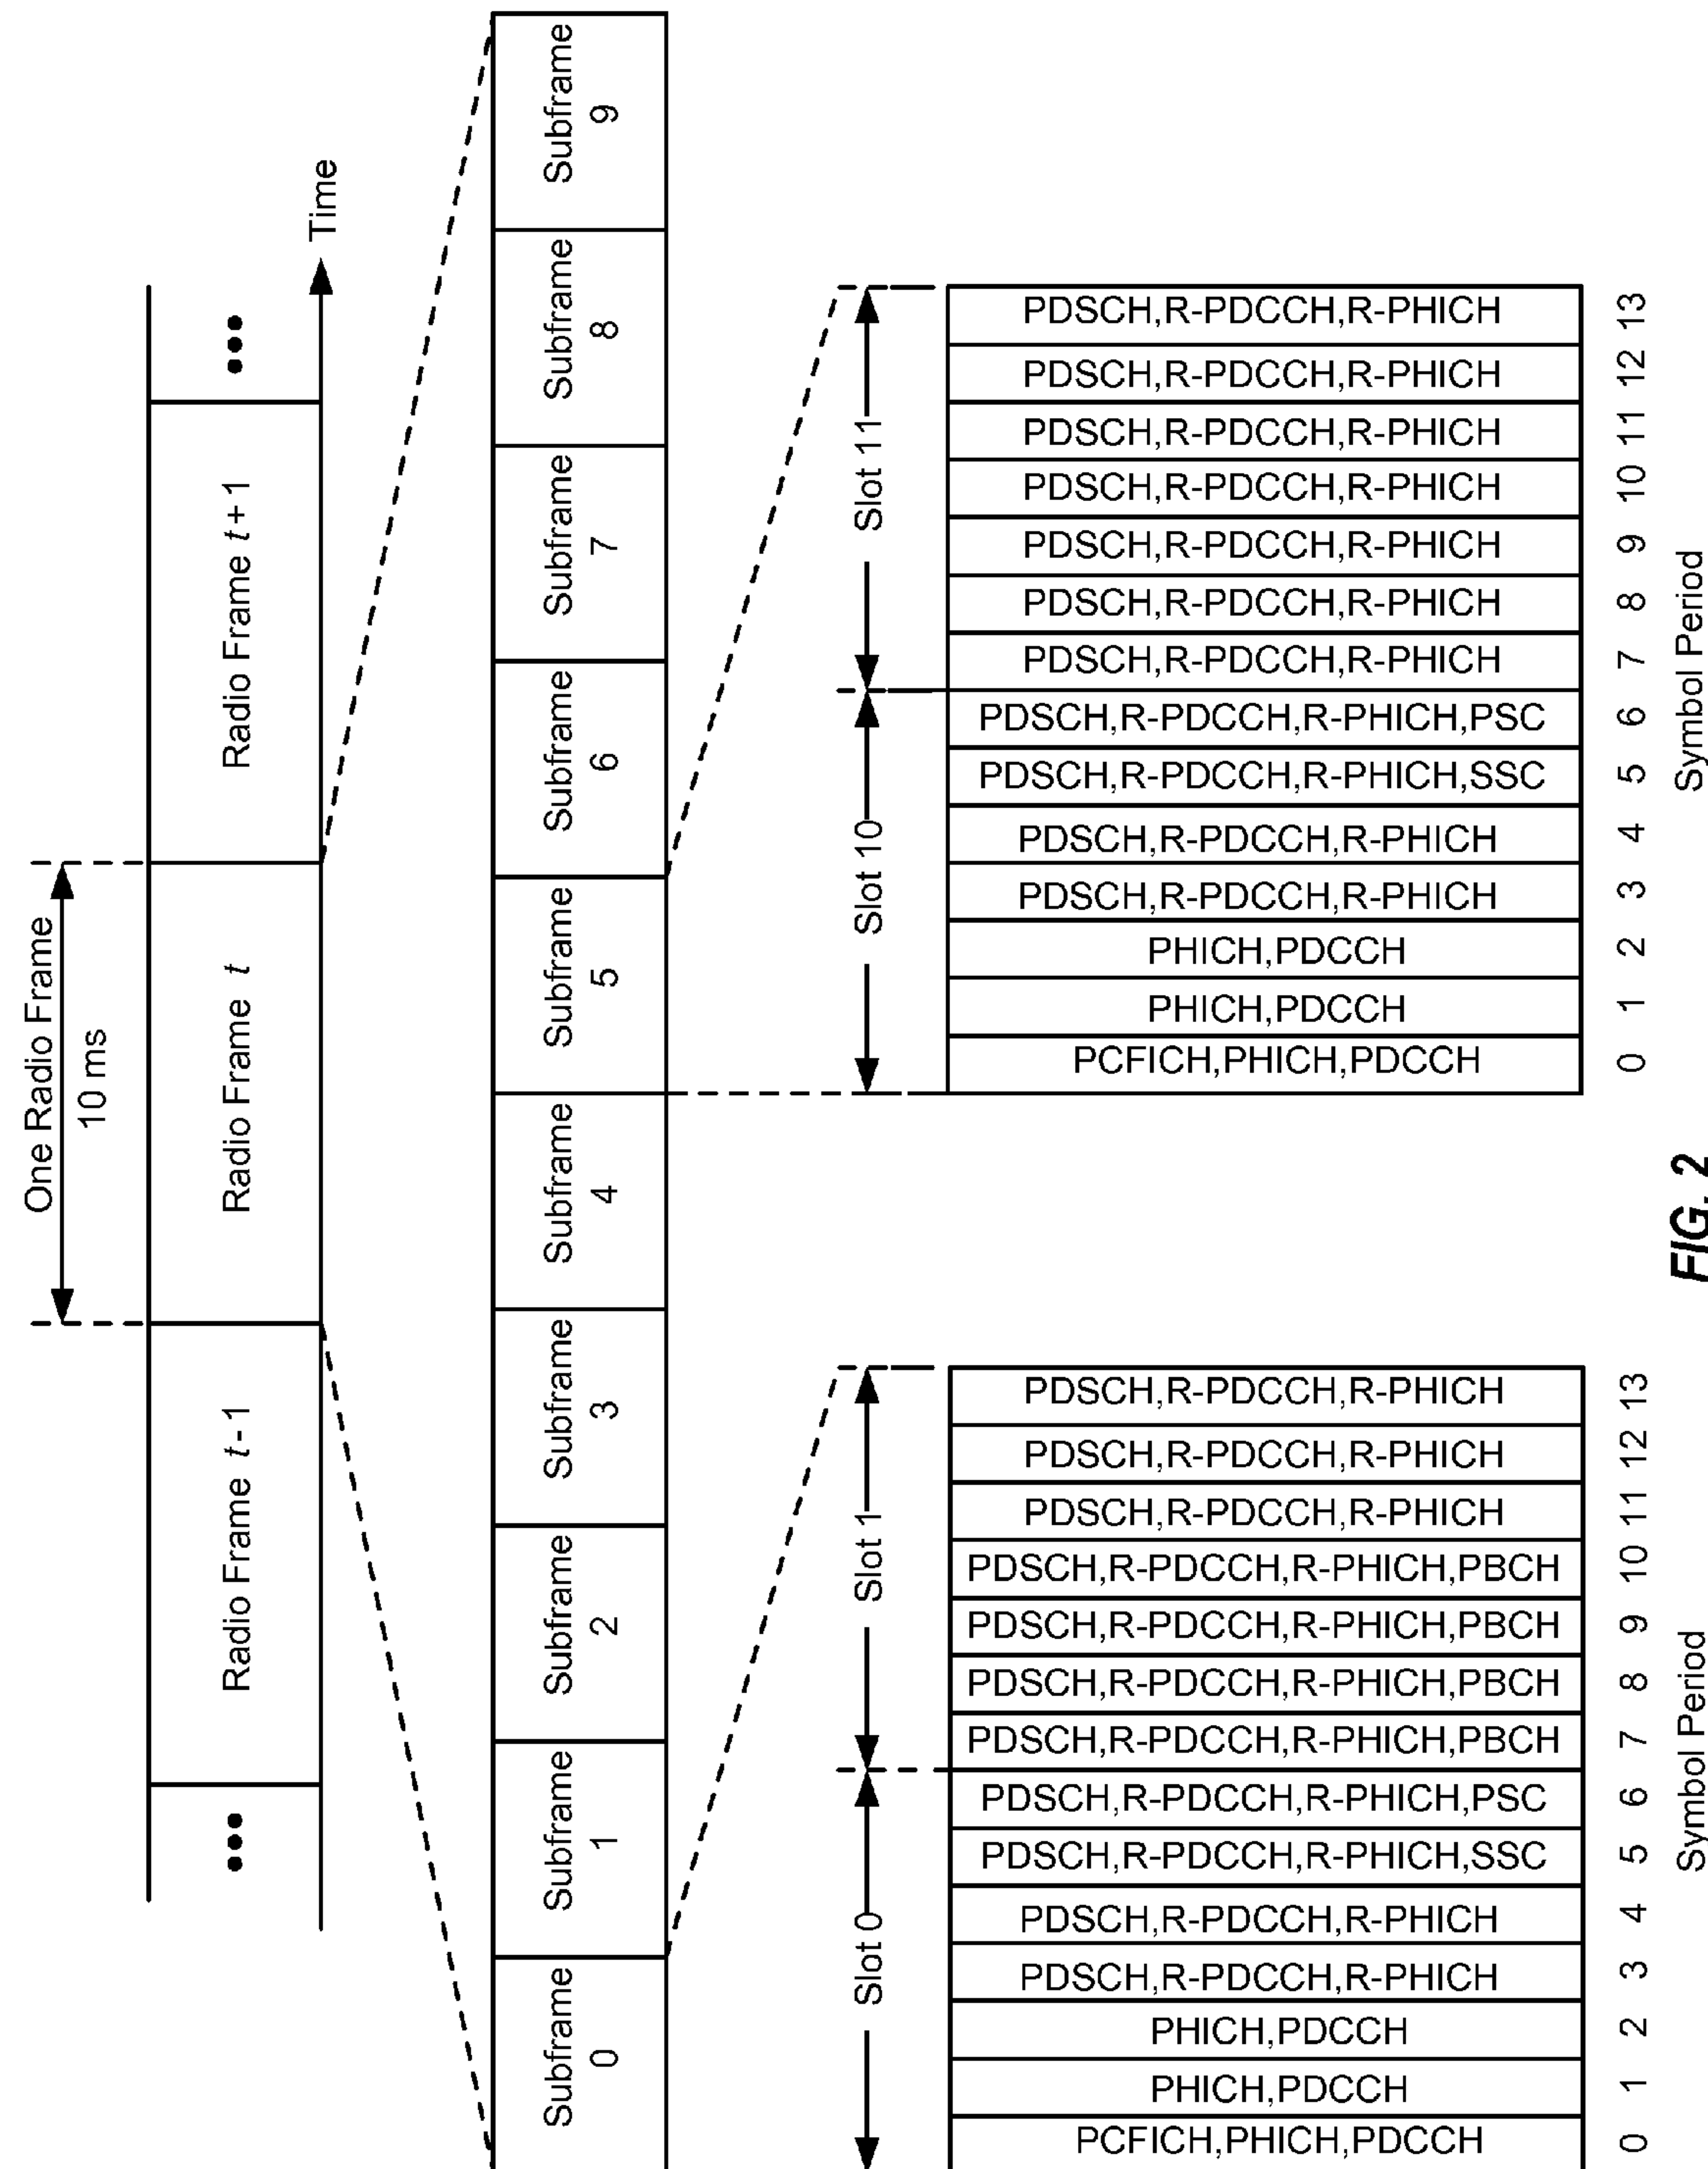 One Radio Frame
10 ms
Radio Frame t-1
Radio Frame t
Radio Frame t+1
Time
Subframe
0
Subframe
1
Subframe
2
Subframe
3
Subframe
4
Subframe
5
Subframe
6
Subframe
7
Subframe
8
Subframe
9
Slot 0
Slot 1
PCFICH,PHICH,PDCCH
PHICH,PDCCH
PHICH,PDCCH
PDSCH,R-PDCCH,R-PHICH
PDSCH,R-PDCCH,R-PHICH
PDSCH,R-PDCCH,R-PHICH,SSC
PDSCH,R-PDCCH,R-PHICH,PSC
PDSCH,R-PDCCH,R-PHICH,PBCH
PDSCH,R-PDCCH,R-PHICH,PBCH
PDSCH,R-PDCCH,R-PHICH,PBCH
PDSCH,R-PDCCH,R-PHICH,PBCH
PDSCH,R-PDCCH,R-PHICH
PDSCH,R-PDCCH,R-PHICH
PDSCH,R-PDCCH,R-PHICH
0 1 2 3 4 5 6 7 8 9 10 11 12 13
Symbol Period
Slot 10
Slot 11
PCFICH,PHICH,PDCCH
PHICH,PDCCH
PHICH,PDCCH
PDSCH,R-PDCCH,R-PHICH
PDSCH,R-PDCCH,R-PHICH
PDSCH,R-PDCCH,R-PHICH,SSC
PDSCH,R-PDCCH,R-PHICH,PSC
PDSCH,R-PDCCH,R-PHICH
PDSCH,R-PDCCH,R-PHICH
PDSCH,R-PDCCH,R-PHICH
PDSCH,R-PDCCH,R-PHICH
PDSCH,R-PDCCH,R-PHICH
PDSCH,R-PDCCH,R-PHICH
PDSCH,R-PDCCH,R-PHICH
0 1 2 3 4 5 6 7 8 9 10 11 12 13
Symbol Period
FIG. 2